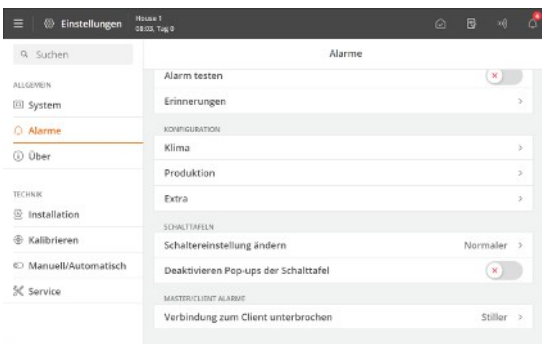 Einstellungen
House 1
08:03, Tag 0
Suchen
ALLGEMEIN
System
Alarme
Über
TECHNIK
Installation
Kalibrieren
Manuell/Automatisch
Service
Alarme
Alarm testen
Erinnerungen
KONFIGURATION
Klima
Produktion
Extra
SCHALTTAFELN
Schaltereinstellung ändern Normaler
Deaktivieren Pop-ups der Schalttafel
MASTER/CLIENT ALARME
Verbindung zum Client unterbrochen Stiller